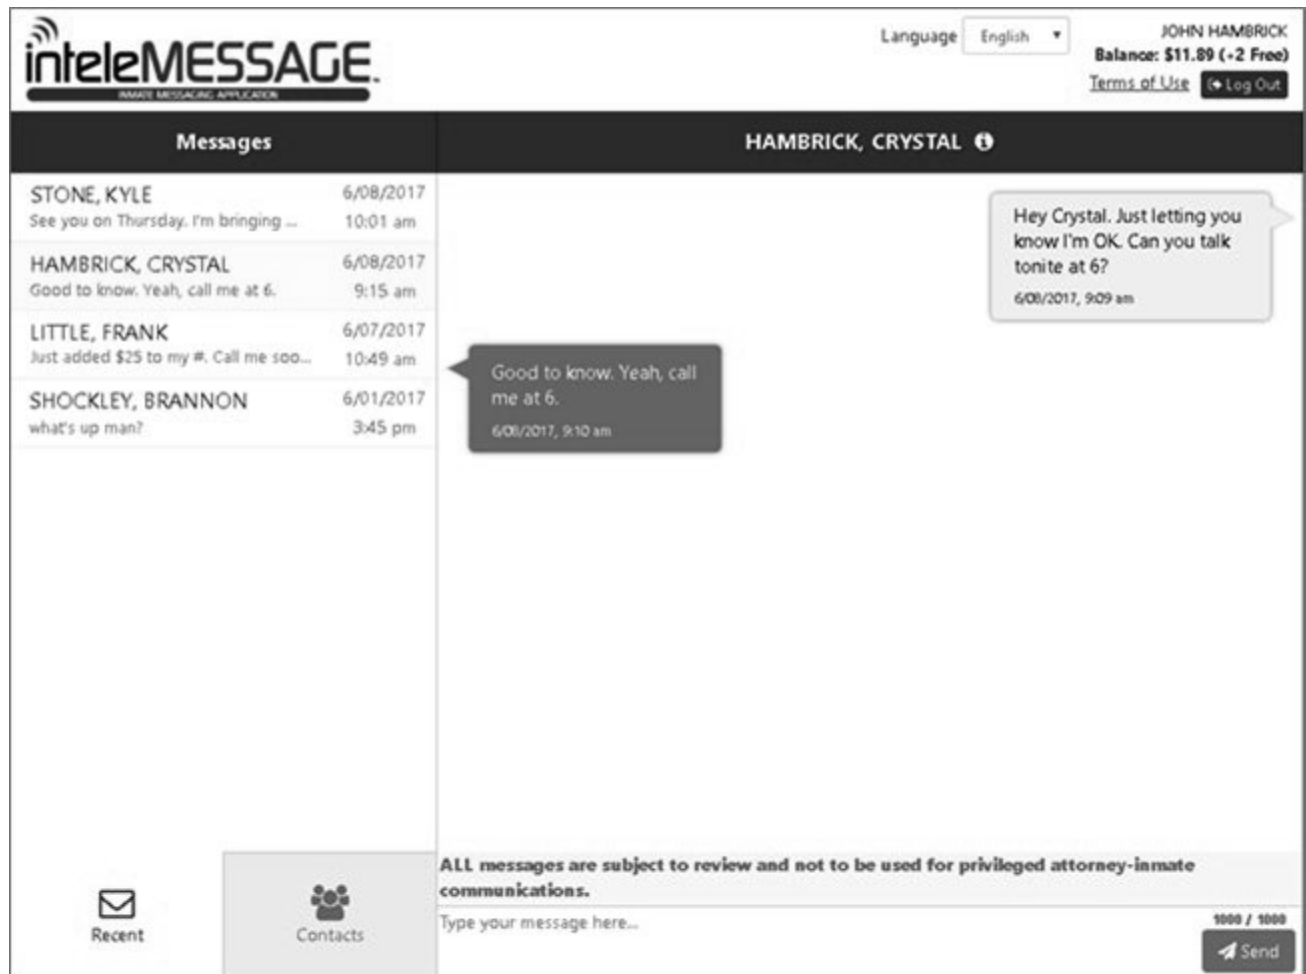 inteleMESSAGE.
INMATE MESSAGING APPLICATION
Language English
JOHN HAMBRICK
Balance: $11.89 (+2 Free)
Terms of Use Log Out
Messages
HAMBRICK, CRYSTAL
STONE, KYLE 6/08/2017
See you on Thursday. I'm bringing ... 10:01 am
HAMBRICK, CRYSTAL 6/08/2017
Good to know. Yeah, call me at 6. 9:15 am
LITTLE, FRANK 6/07/2017
Just added $25 to my #. Call me soo... 10:49 am
SHOCKLEY, BRANNON 6/01/2017
what's up man? 3:45 pm
Hey Crystal. Just letting you
know I'm OK. Can you talk
tonite at 6?
6/08/2017, 9:09 am
Good to know. Yeah, call
me at 6.
6/08/2017, 9:10 am
Recent
Contacts
ALL messages are subject to review and not to be used for privileged attorney-inmate
communications.
Type your message here...
1000 / 1000
Send